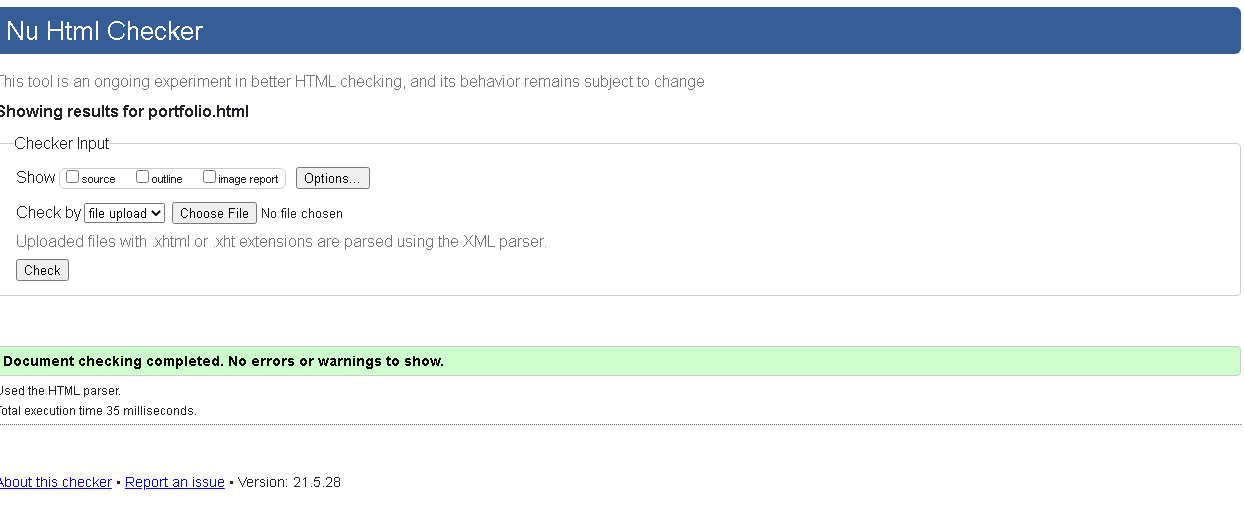 Nu Html Checker
This tool is an ongoing experiment in better HTML checking, and its behavior remains subject to change
Showing results for portfolio.html
Checker Input
Show source outline image report Options...
Check by file upload Choose File No file chosen
Uploaded files with .xhtml or .xht extensions are parsed using the XML parser.
Check
Document checking completed. No errors or warnings to show.
Used the HTML parser.
Total execution time 35 milliseconds.
About this checker • Report an issue • Version: 21.5.28